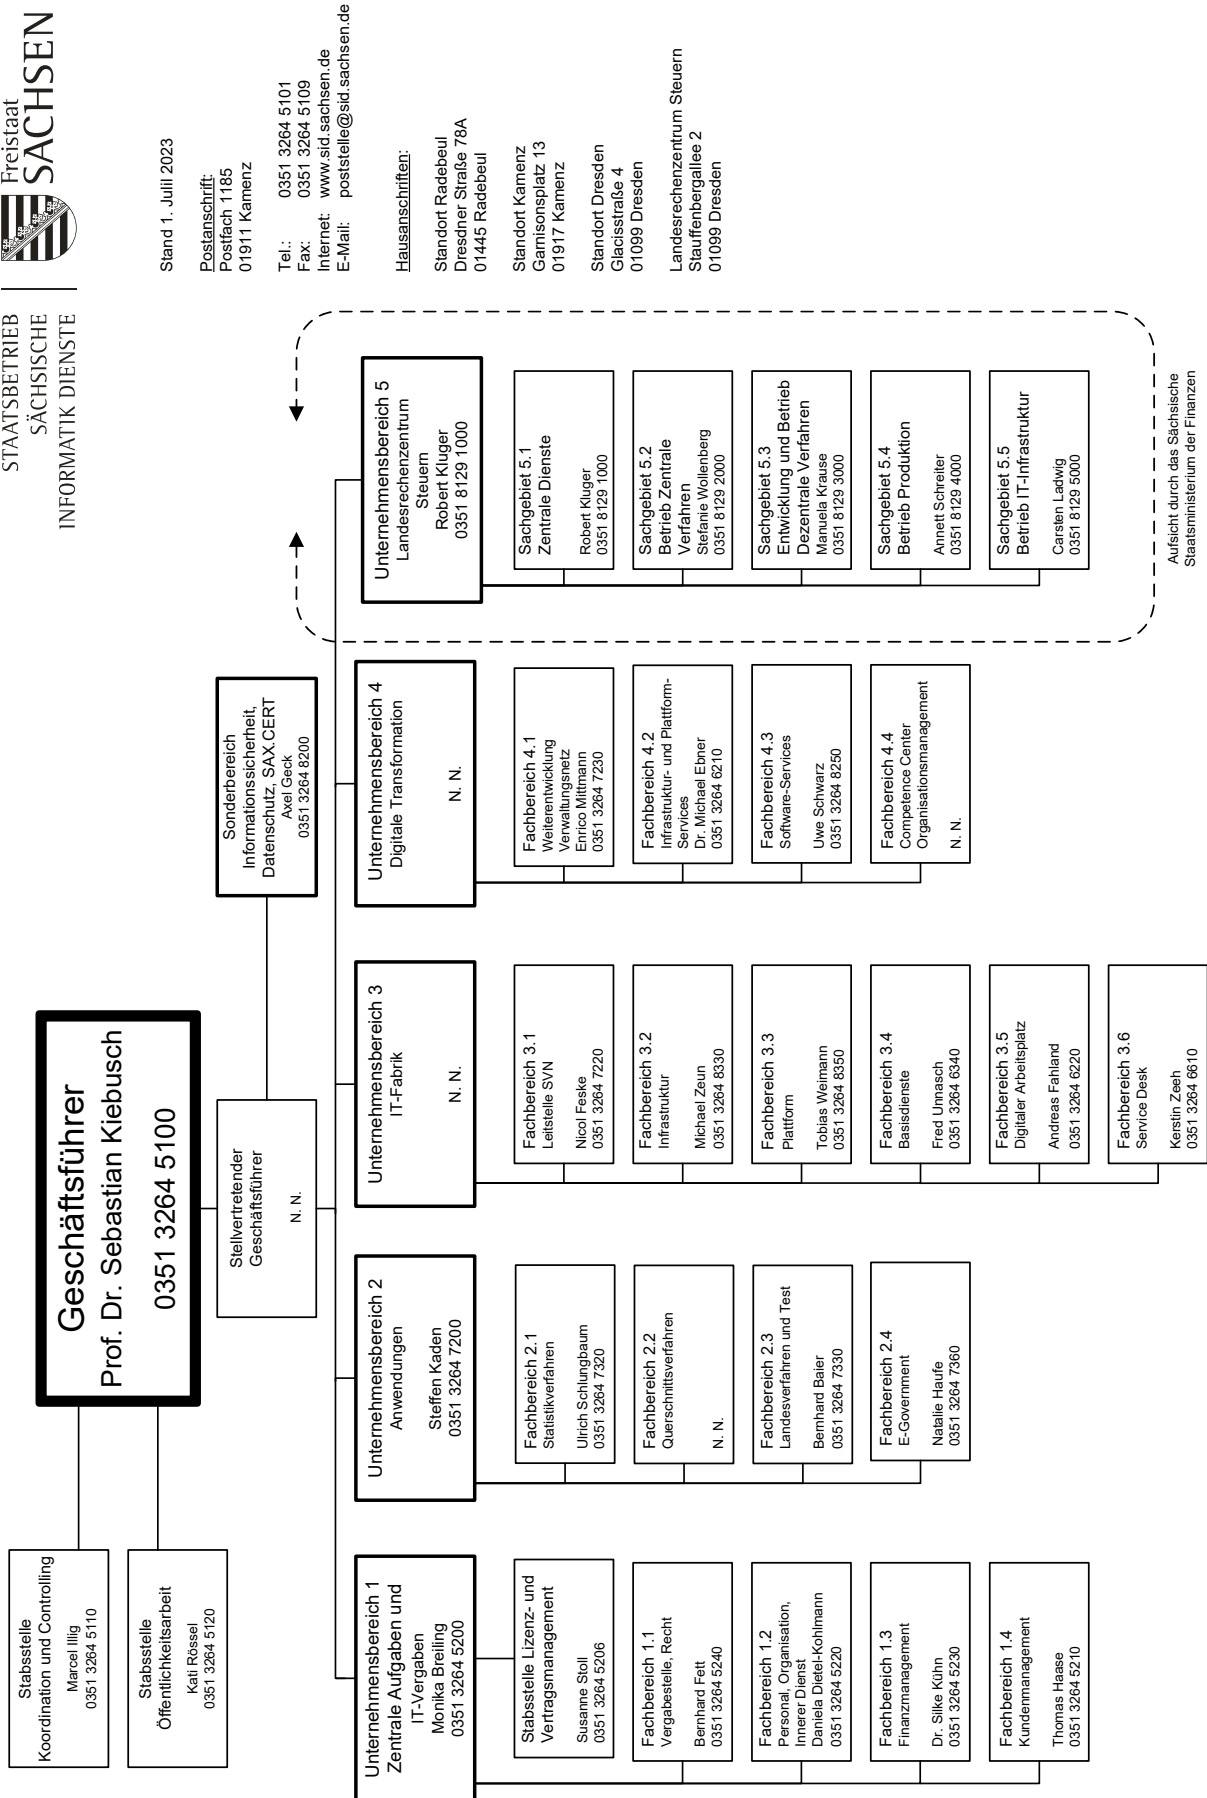 STAATSBETRIEB
SÄCHSISCHE
INFORMATIK DIENSTE
Freistaat
SACHSEN
Stand 1. Julil 2023
Postanschrift:
Postfach 1185
01911 Kamenz
Tel.: 0351 3264 5101
Fax: 0351 3264 5109
Internet: www.sid.sachsen.de
E-Mail: poststelle@sid.sachsen.de
Hausanschriften:
Standort Radebeul
Dresdner Straße 78A
01445 Radebeul
Standort Kamenz
Garnisonsplatz 13
01917 Kamenz
Standort Dresden
Glacisstraße 4
01099 Dresden
Landesrechenzentrum Steuern
Stauffenbergallee 2
01099 Dresden
Geschäftsführer
Prof. Dr. Sebastian Kiebusch
0351 3264 5100
Stabsstelle
Koordination und Controlling
Marcel Illig
0351 3264 5110
Stabsstelle
Öffentlichkeitsarbeit
Kati Rössel
0351 3264 5120
Stellvertretender
Geschäftsführer
N. N.
Sonderbereich
Informationssicherheit,
Datenschutz, SAX.CERT
Axel Geck
0351 3264 8200
Unternehmensbereich 1
Zentrale Aufgaben und
IT-Vergaben
Monika Breiling
0351 3264 5200
Stabsstelle Lizenz- und
Vertragsmanagement
Susanne Stoll
0351 3264 5206
Fachbereich 1.1
Vergabestelle, Recht
Bernhard Fett
0351 3264 5240
Fachbereich 1.2
Personal, Organisation,
Innerer Dienst
Daniela Dietel-Kohlmann
0351 3264 5220
Fachbereich 1.3
Finanzmanagement
Dr. Silke Kühn
0351 3264 5230
Fachbereich 1.4
Kundenmanagement
Thomas Haase
0351 3264 5210
Unternehmensbereich 2
Anwendungen
Steffen Kaden
0351 3264 7200
Fachbereich 2.1
Statistikverfahren
Ulrich Schlungbaum
0351 3264 7320
Fachbereich 2.2
Querschnittsverfahren
N. N.
Fachbereich 2.3
Landesverfahren und Test
Bernhard Baier
0351 3264 7330
Fachbereich 2.4
E-Government
Natalie Haufe
0351 3264 7360
Unternehmensbereich 3
IT-Fabrik
N. N.
Fachbereich 3.1
Leitstelle SVN
Nicol Feske
0351 3264 7220
Fachbereich 3.2
Infrastruktur
Michael Zeun
0351 3264 8330
Fachbereich 3.3
Plattform
Tobias Weimann
0351 3264 8350
Fachbereich 3.4
Basisdienste
Fred Unnasch
0351 3264 6340
Fachbereich 3.5
Digitaler Arbeitsplatz
Andreas Fahland
0351 3264 6220
Fachbereich 3.6
Service Desk
Kerstin Zeeh
0351 3264 6610
Unternehmensbereich 4
Digitale Transformation
N. N.
Fachbereich 4.1
Weiterentwicklung
Verwaltungsnetz
Enrico Mittmann
0351 3264 7230
Fachbereich 4.2
Infrastruktur- und Plattform-
Services
Dr. Michael Ebner
0351 3264 6210
Fachbereich 4.3
Software-Services
Uwe Schwarz
0351 3264 8250
Fachbereich 4.4
Competence Center
Organisationsmanagement
N. N.
Unternehmensbereich 5
Landesrechenzentrum
Steuern
Robert Kluger
0351 8129 1000
Sachgebiet 5.1
Zentrale Dienste
Robert Kluger
0351 8129 1000
Sachgebiet 5.2
Betrieb Zentrale
Verfahren
Stefanie Wollenberg
0351 8129 2000
Sachgebiet 5.3
Entwicklung und Betrieb
Dezentrale Verfahren
Manuela Krause
0351 8129 3000
Sachgebiet 5.4
Betrieb Produktion
Annett Schreiter
0351 8129 4000
Sachgebiet 5.5
Betrieb IT-Infrastruktur
Carsten Ladwig
0351 8129 5000
Aufsicht durch das Sächsische
Staatsministerium der Finanzen